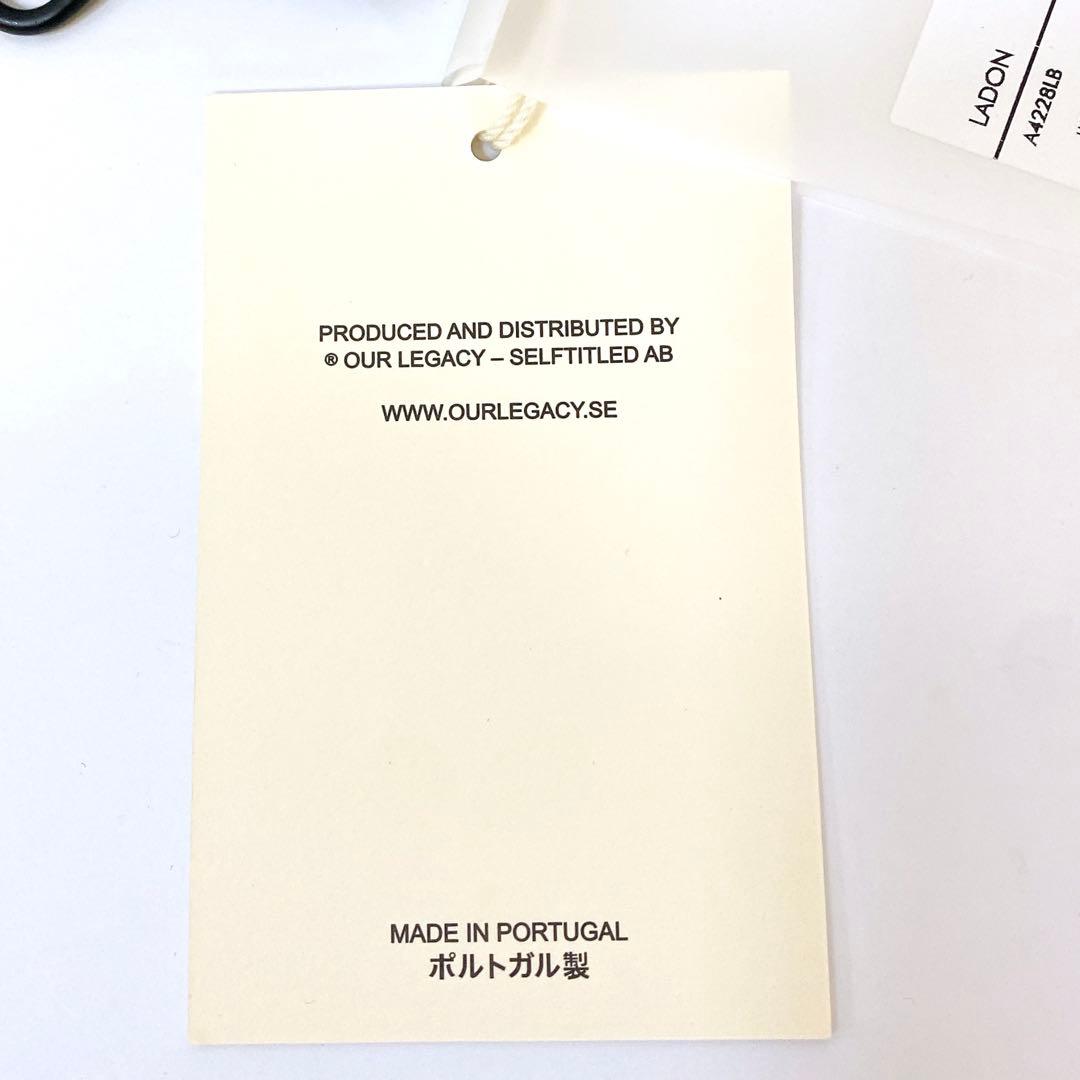 LADON
A4228LB
PRODUCED AND DISTRIBUTED BY
® OUR LEGACY – SELFTITLED AB
WWW.OURLEGACY.SE
MADE IN PORTUGAL
ポルトガル製